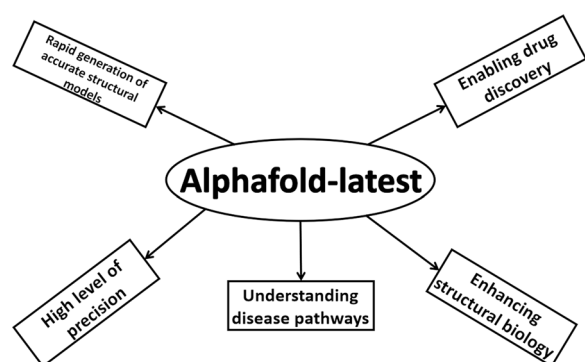 Rapid generation of
accurate structural
models
Enabling drug
discovery
Alphafold-latest
High level of
precision
Understanding
disease pathways
Enhancing
structural biology